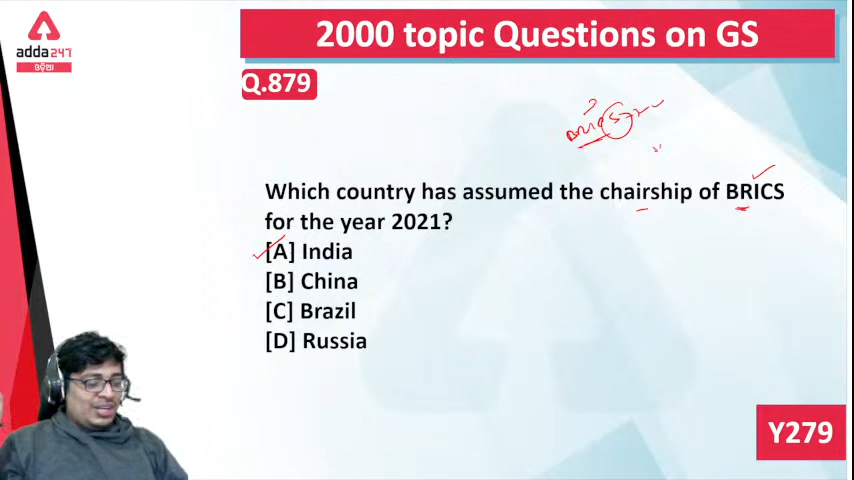 2000 topic Questions on GS
adda247
ଓଡ଼ିଆ
Q.879
BRICS
Which country has assumed the chairship of BRICS
for the year 2021?
[A] India
[B] China
[C] Brazil
[D] Russia
Y279